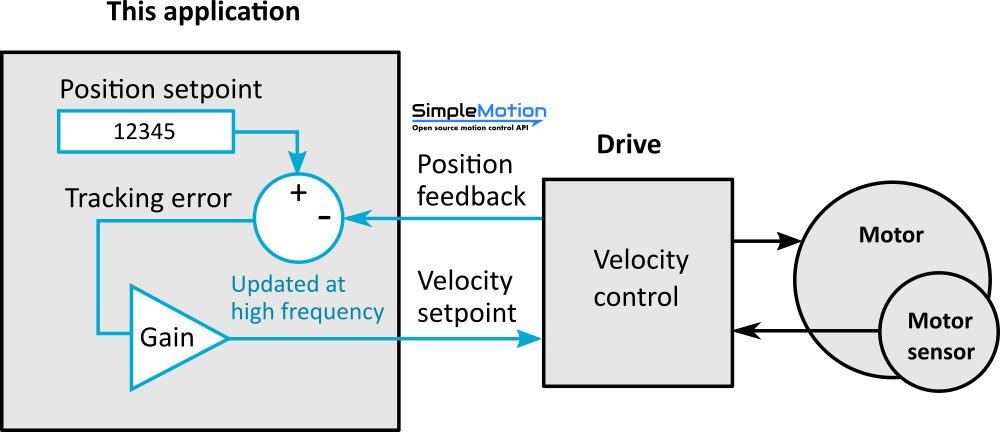 This application
Position setpoint
12345
SimpleMotion
Open source motion control API
Drive
Position
feedback
+
-
Tracking error
Updated at
high frequency
Velocity
setpoint
Gain
Velocity
control
Motor
Motor
sensor